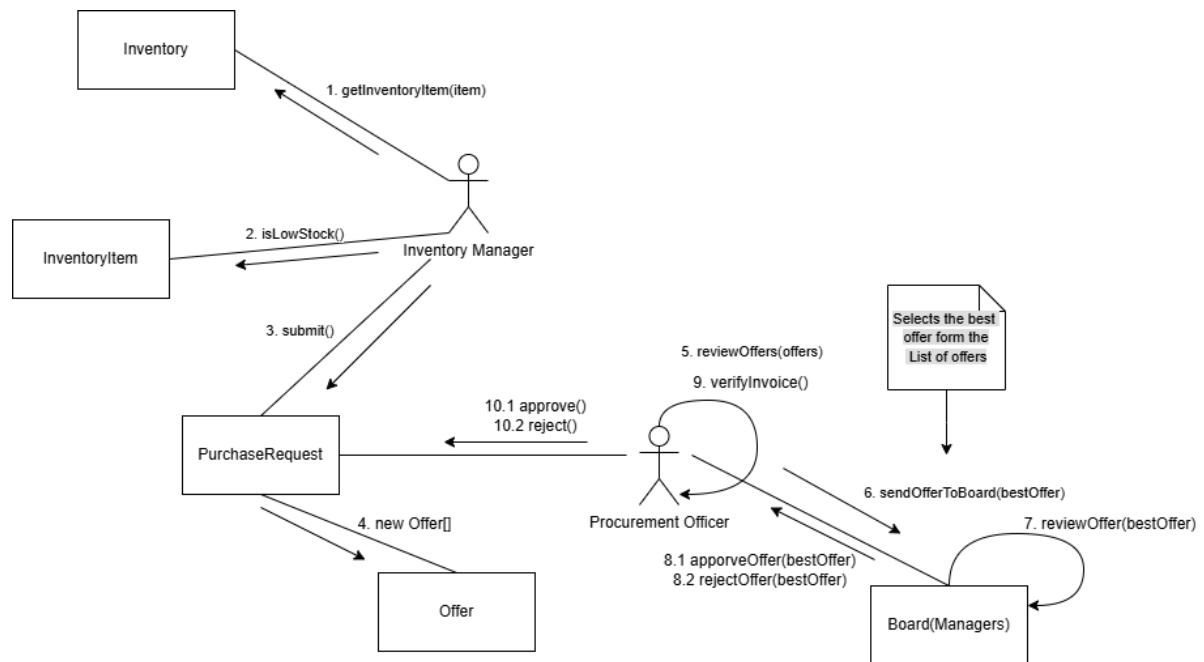 Inventory
1. getInventoryItem(item)
2. isLowStock()
InventoryItem
Inventory Manager
3. submit()
Selects the best
offer form the
List of offers
5. reviewOffers(offers)
9. verifyInvoice()
10.1 approve()
10.2 reject()
PurchaseRequest
6. sendOfferToBoard(bestOffer)
Procurement Officer
4. new Offer[]
7. reviewOffer(bestOffer)
8.1 apporveOffer(bestOffer)
8.2 rejectOffer(bestOffer)
Offer
Board(Managers)